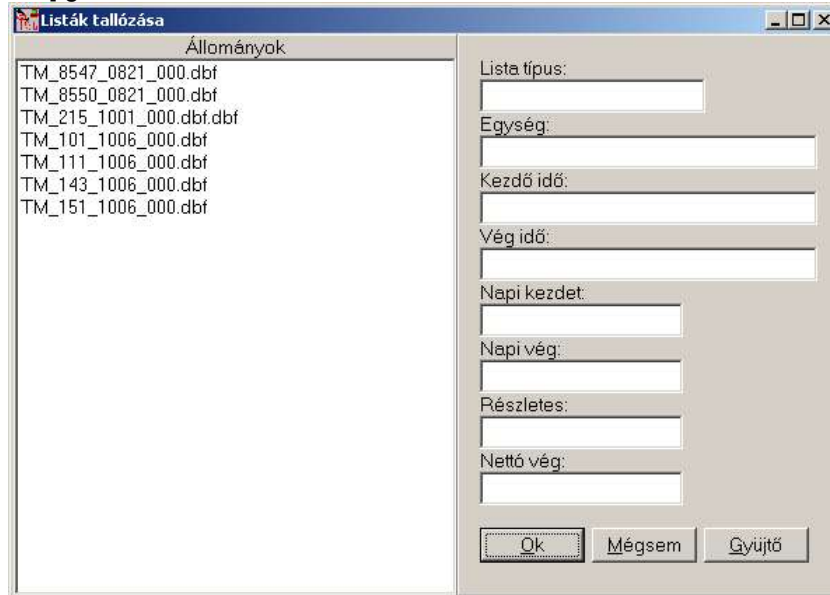 Listák tallózása
Állományok
TM_8547_0821_000.dbf
TM_8550_0821_000.dbf
TM_215_1001_000.dbf.dbf
TM_101_1006_000.dbf
TM_111_1006_000.dbf
TM_143_1006_000.dbf
TM_151_1006_000.dbf
Lista típus:
Egység:
Kezdő idő:
Vég idő:
Napi kezdet:
Napi vég:
Részletes:
Nettó vég:
Ok Mégsem Gyüjtő